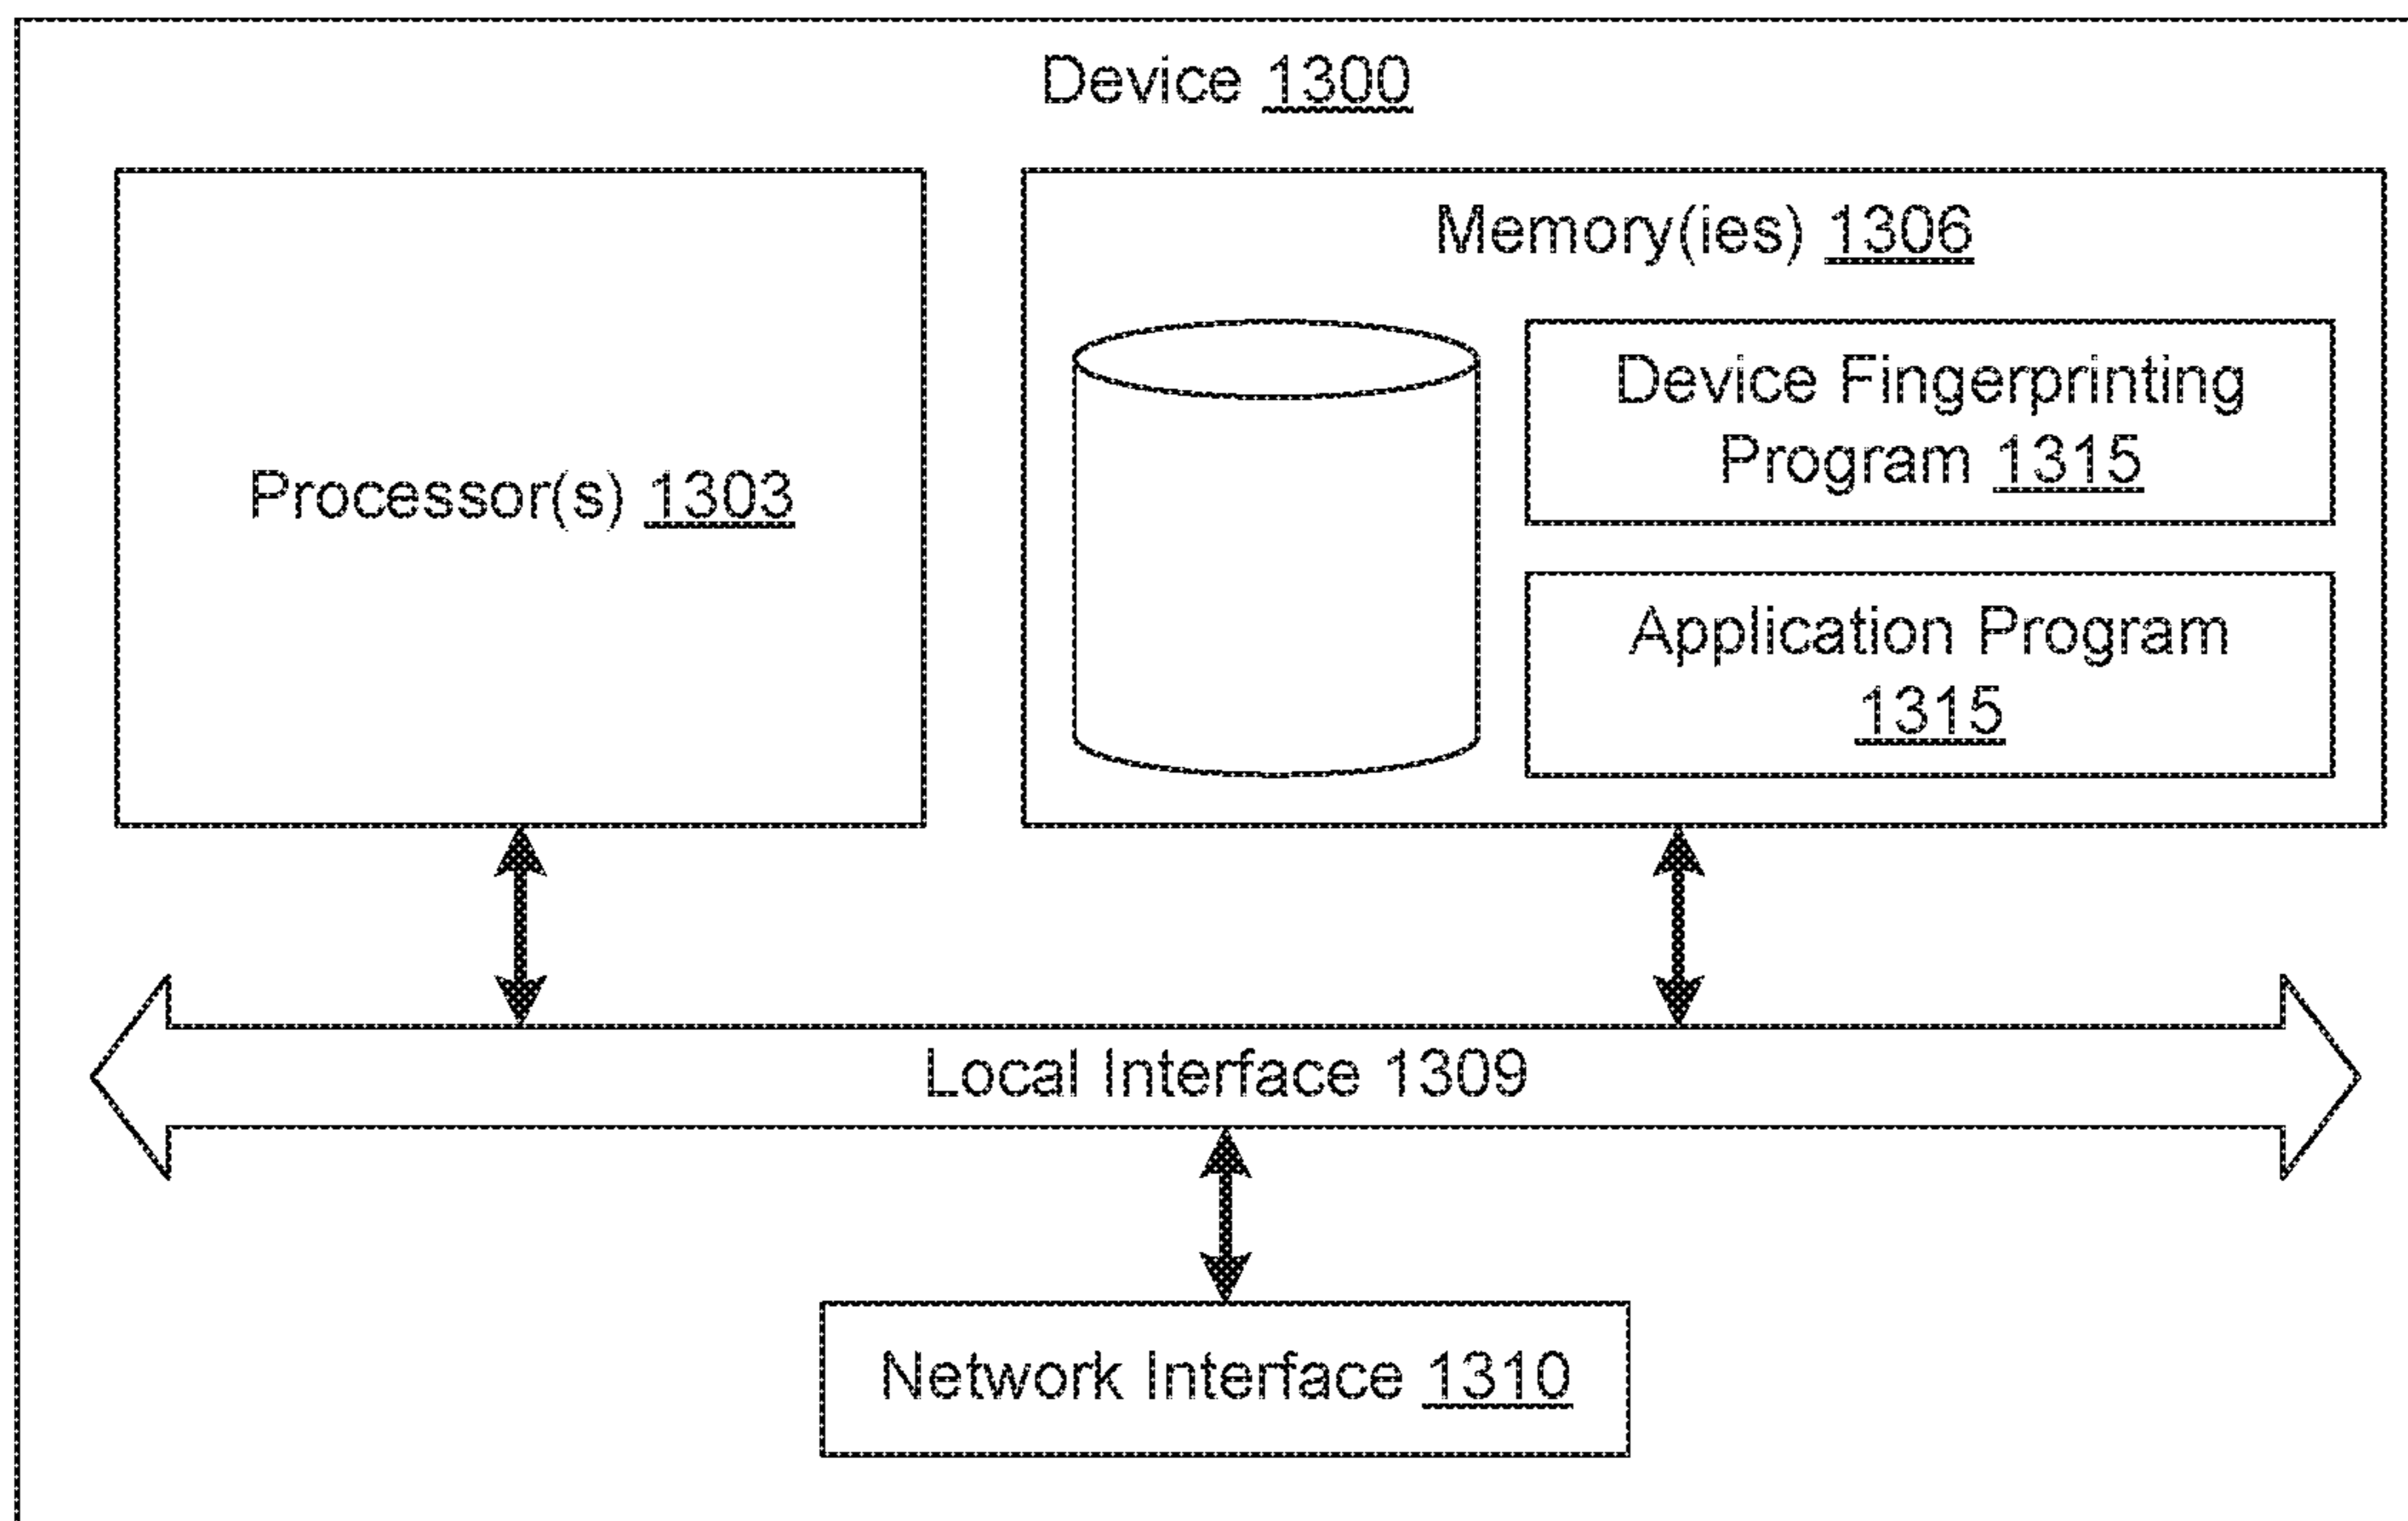 Device 1300
Memory(ies) 1306
Device Fingerprinting
Program 1315
Processor(s) 1303
Application Program
1315
Local Interface 1309
Network Interface 1310